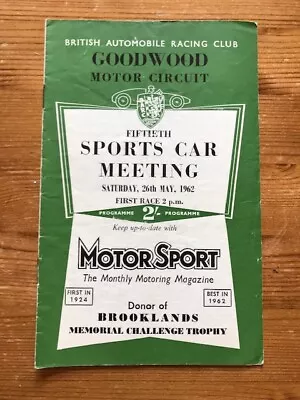 BRITISH AUTOMOBILE RACING CLUB
GOODWOOD
MOTOR CIRCUIT
FIFTIETH
SPORTS CAR
MEETING
SATURDAY, 26th MAY, 1962
FIRST RACE 2 p.m.
PROGRAMME 2/- PROGRAMME
Keep up-to-date with
MOTOR SPORT
The Monthly Motoring Magazine
FIRST IN
1924
BEST IN
1962
Donor of
BROOKLANDS
MEMORIAL CHALLENGE TROPHY